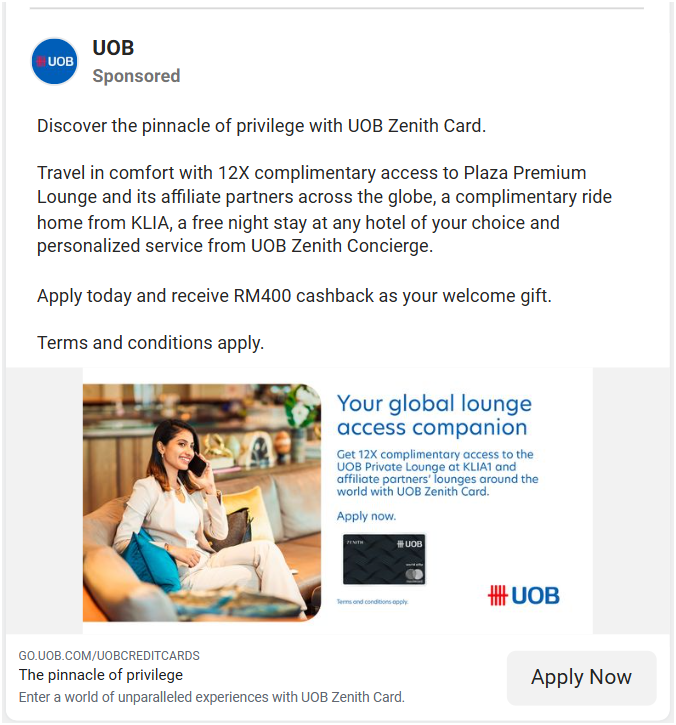 UOB
UOB
Sponsored
Discover the pinnacle of privilege with UOB Zenith Card.
Travel in comfort with 12X complimentary access to Plaza Premium
Lounge and its affiliate partners across the globe, a complimentary ride
home from KLIA, a free night stay at any hotel of your choice and
personalized service from UOB Zenith Concierge.
Apply today and receive RM400 cashback as your welcome gift.
Terms and conditions apply.
Your global lounge
access companion
Get 12X complimentary access to the
UOB Private Lounge at KLIA1 and
affiliate partners' lounges around the
world with UOB Zenith Card.
Apply now.
ZENITH
UOB
world elite
Terms and conditions apply.
UOB
GO.UOB.COM/UOBCREDITCARDS
The pinnacle of privilege
Enter a world of unparalleled experiences with UOB Zenith Card.
Apply Now